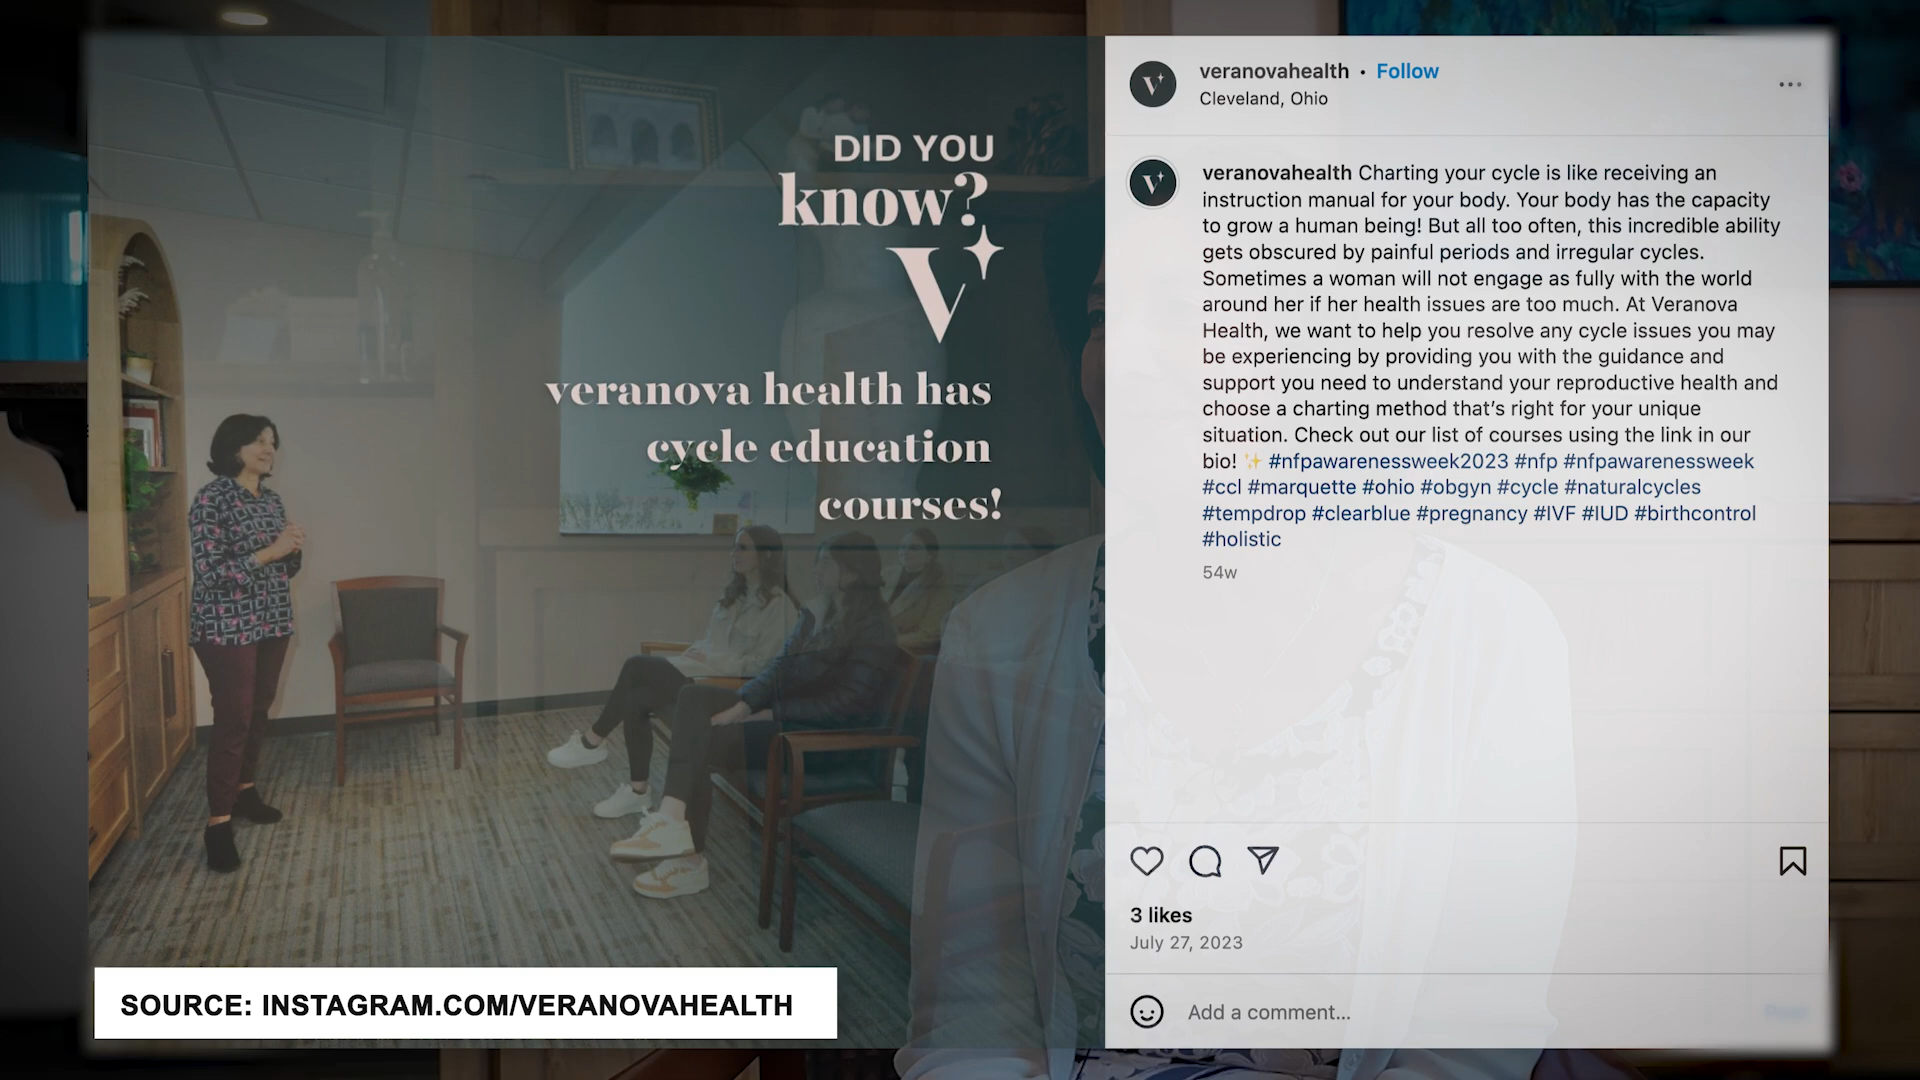 DID YOU
know?
V
veranova health has
cycle education
courses!
SOURCE: INSTAGRAM.COM/VERANOVAHEALTH
V
veranovahealth • Follow
Cleveland, Ohio
V
veranovahealth Charting your cycle is like receiving an
instruction manual for your body. Your body has the capacity
to grow a human being! But all too often, this incredible ability
gets obscured by painful periods and irregular cycles.
Sometimes a woman will not engage as fully with the world
around her if her health issues are too much. At Veranova
Health, we want to help you resolve any cycle issues you may
be experiencing by providing you with the guidance and
support you need to understand your reproductive health and
choose a charting method that’s right for your unique
situation. Check out our list of courses using the link in our
bio! ✨ #nfpawarenessweek2023 #nfp #nfpawarenessweek
#ccl #marquette #ohio #obgyn #cycle #naturalcycles
#tempdrop #clearblue #pregnancy #IVF #IUD #birthcontrol
#holistic
54w
3 likes
July 27, 2023
Add a comment...